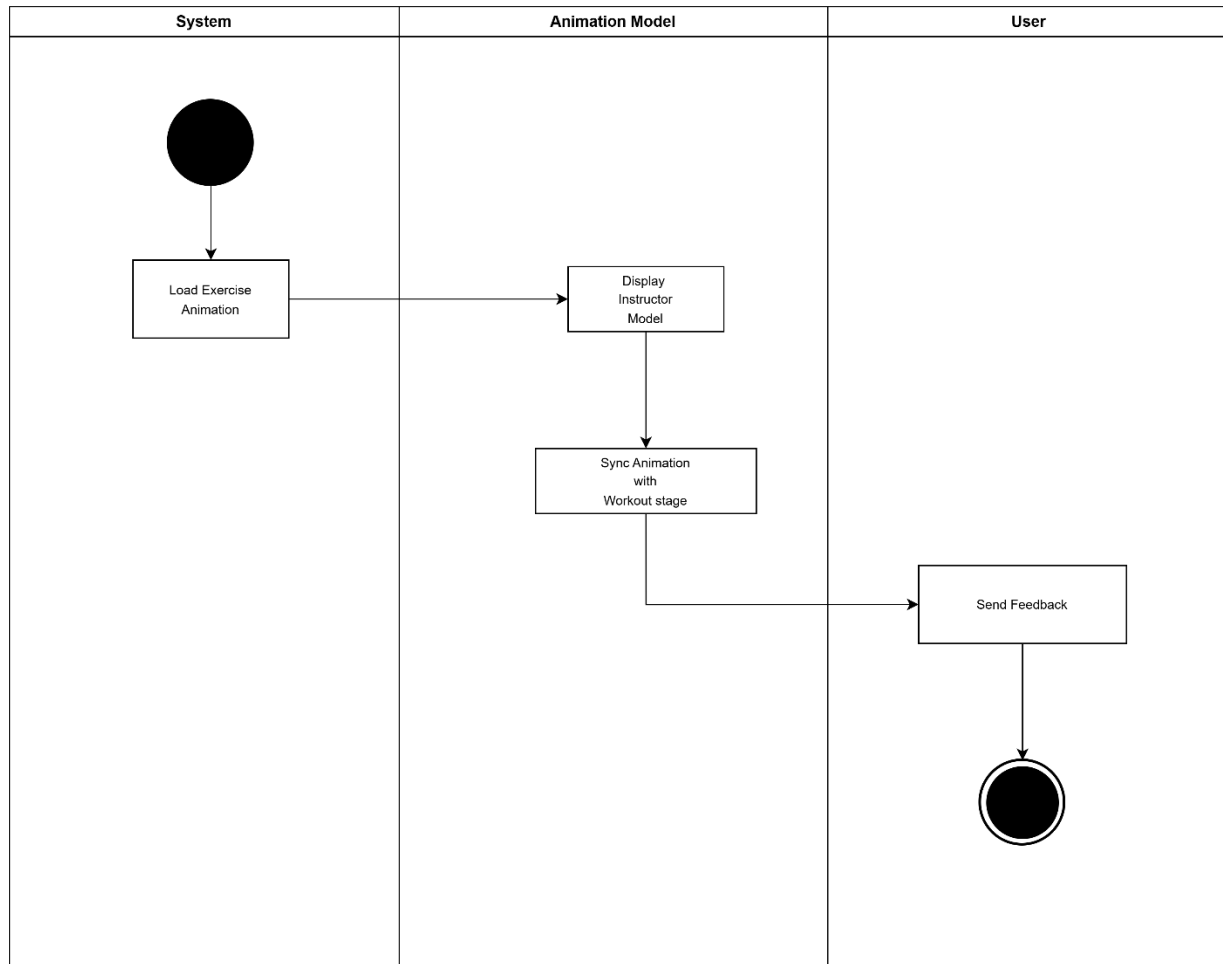 System
Animation Model
User
Load Exercise
Animation
Display
Instructor
Model
Sync Animation
with
Workout stage
Send Feedback